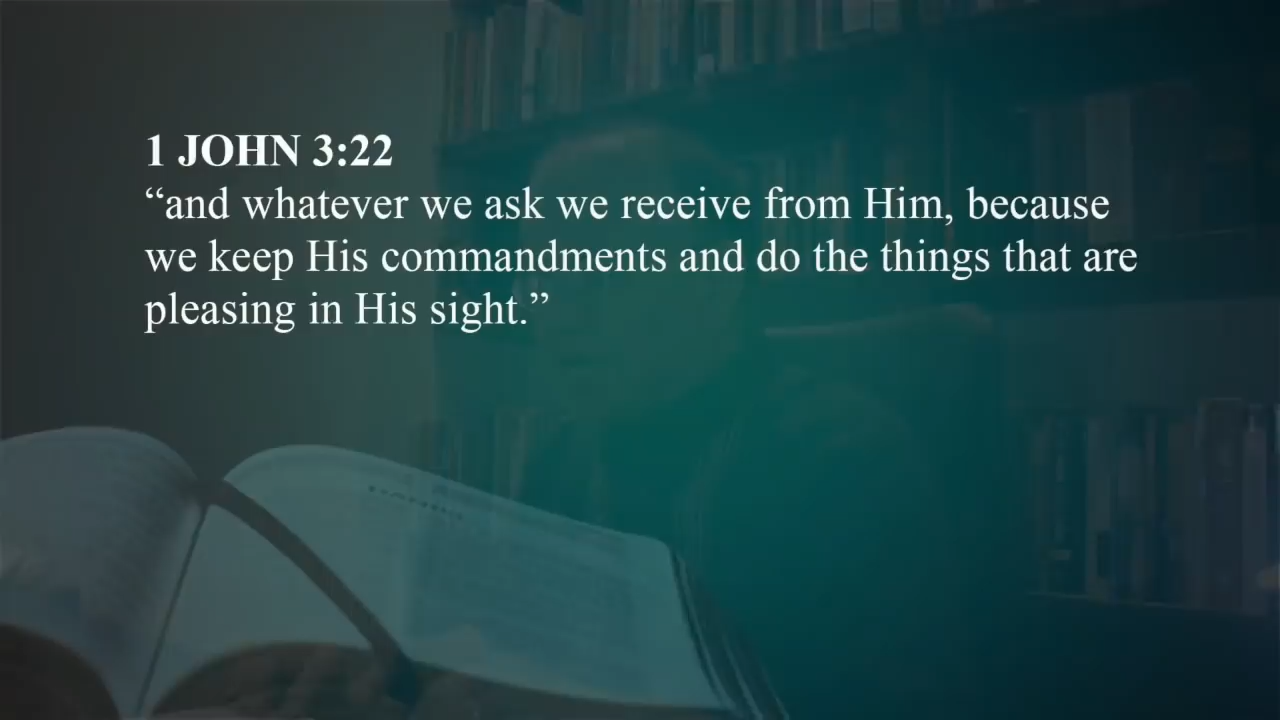 1 JOHN 3:22
“and whatever we ask we receive from Him, because
we keep His commandments and do the things that are
pleasing in His sight.”